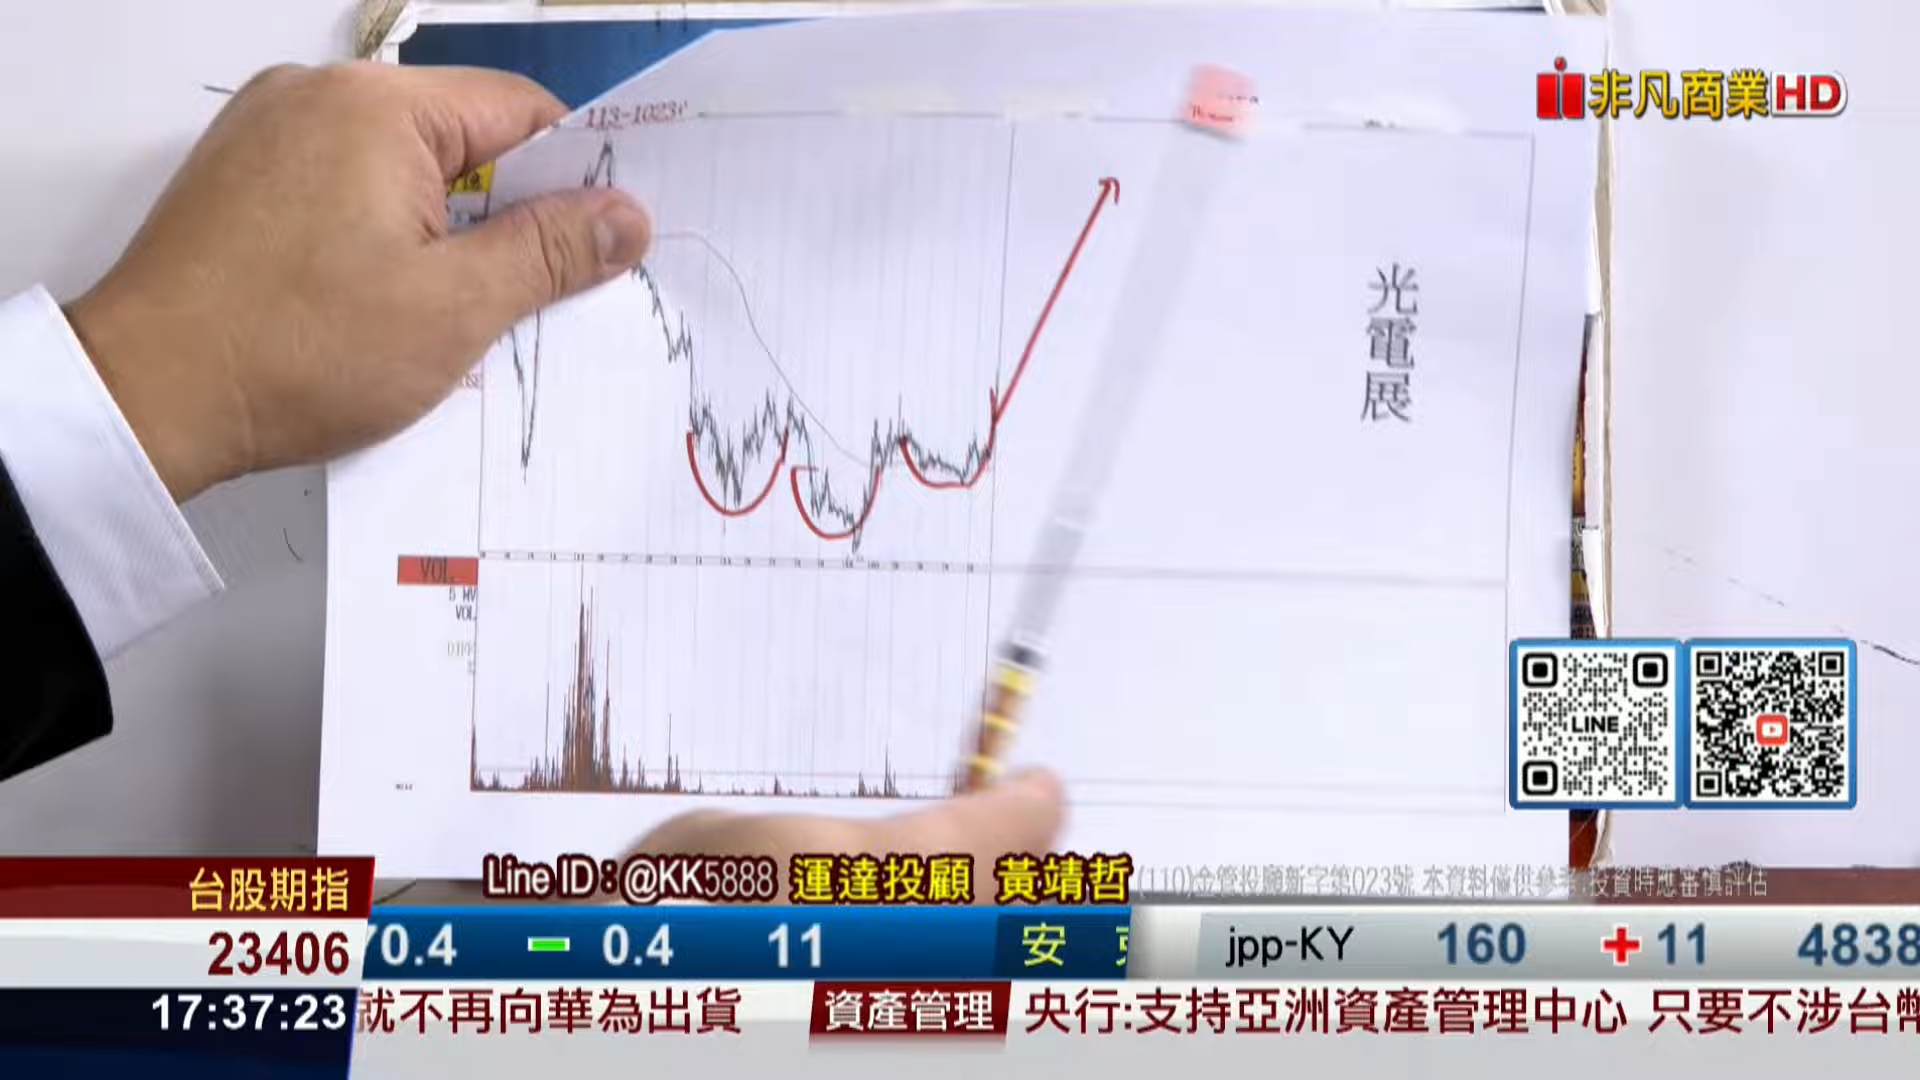 非凡商業HD
113-1023
光電展
VOL
5 MV
VOL
LINE
Line ID：@KK5888 運達投顧 黃靖哲
(110)金管投顧新字第023號 本資料僅供參考,投資時應審慎評估
台股期指
23406
70.4 0.4 11 安
jpp-KY 160 +11 4838
17:37:23
就不再向華為出貨 資產管理 央行:支持亞洲資產管理中心 只要不涉台幣